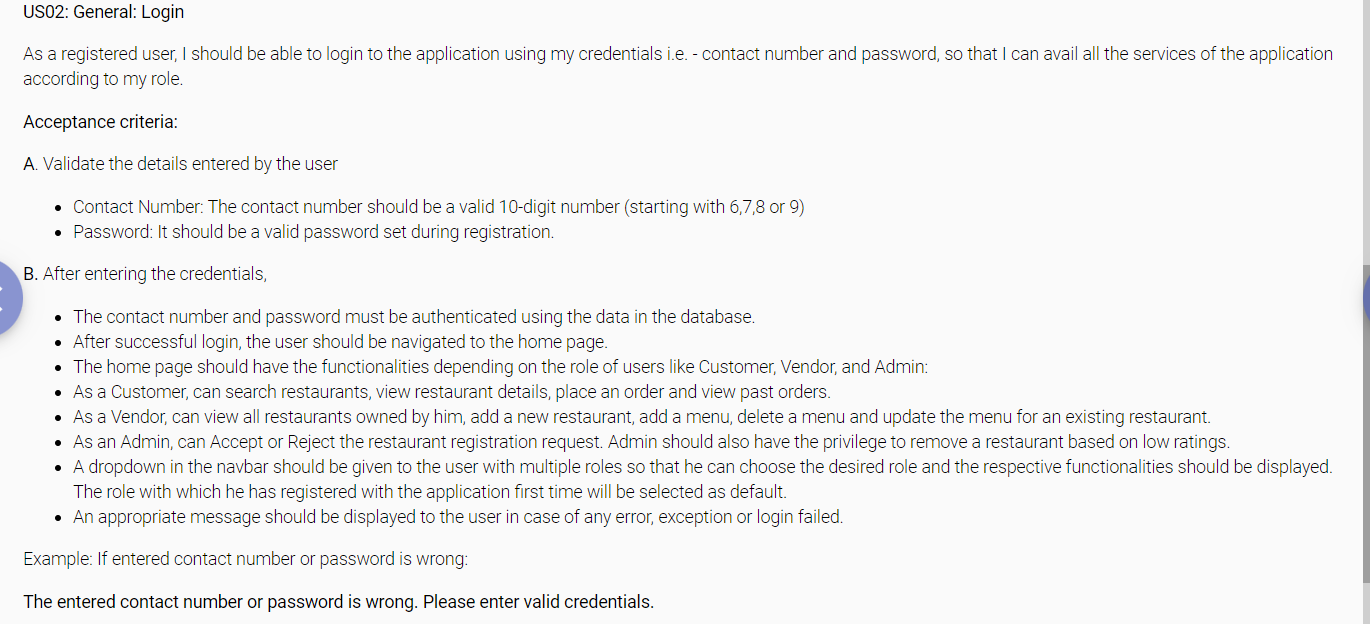 US02: General: Login
As a registered user, I should be able to login to the application using my credentials i.e. - contact number and password, so that I can avail all the services of the application
according to my role.
Acceptance criteria:
A. Validate the details entered by the user
• Contact Number: The contact number should be a valid 10-digit number (starting with 6,7,8 or 9)
• Password: It should be a valid password set during registration.
B. After entering the credentials,
• The contact number and password must be authenticated using the data in the database.
• After successful login, the user should be navigated to the home page.
• The home page should have the functionalities depending on the role of users like Customer, Vendor, and Admin:
• As a Customer, can search restaurants, view restaurant details, place an order and view past orders.
• As a Vendor, can view all restaurants owned by him, add a new restaurant, add a menu, delete a menu and update the menu for an existing restaurant.
• As an Admin, can Accept or Reject the restaurant registration request. Admin should also have the privilege to remove a restaurant based on low ratings.
• A dropdown in the navbar should be given to the user with multiple roles so that he can choose the desired role and the respective functionalities should be displayed.
The role with which he has registered with the application first time will be selected as default.
• An appropriate message should be displayed to the user in case of any error, exception or login failed.
Example: If entered contact number or password is wrong:
The entered contact number or password is wrong. Please enter valid credentials.